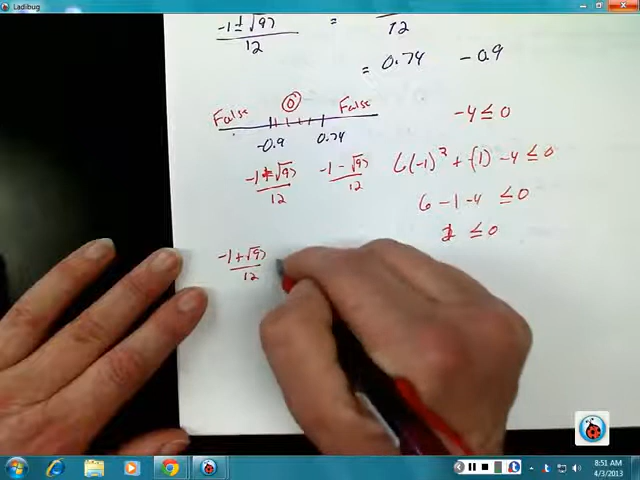 Ladibug
-1 ± √97
12
=
12
= 0.74 -0.9
False 0 False
-4 ≤ 0
-0.9 0.74
-1 + √97
12
-1 - √97
12
6(-1)² + (-1) -4 ≤ 0
6 -1 -4 ≤ 0
1 ≤ 0
-1 + √97
12
8:51 AM
4/3/2013